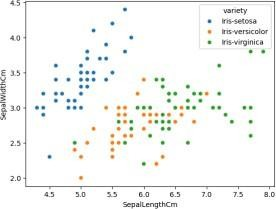 variety
Iris-setosa
Iris-versicolor
Iris-virginica
4.5
4.0
3.5
3.0
2.5
2.0
SepalWidthCm
4.5 5.0 5.5 6.0 6.5 7.0 7.5 8.0
SepalLengthCm